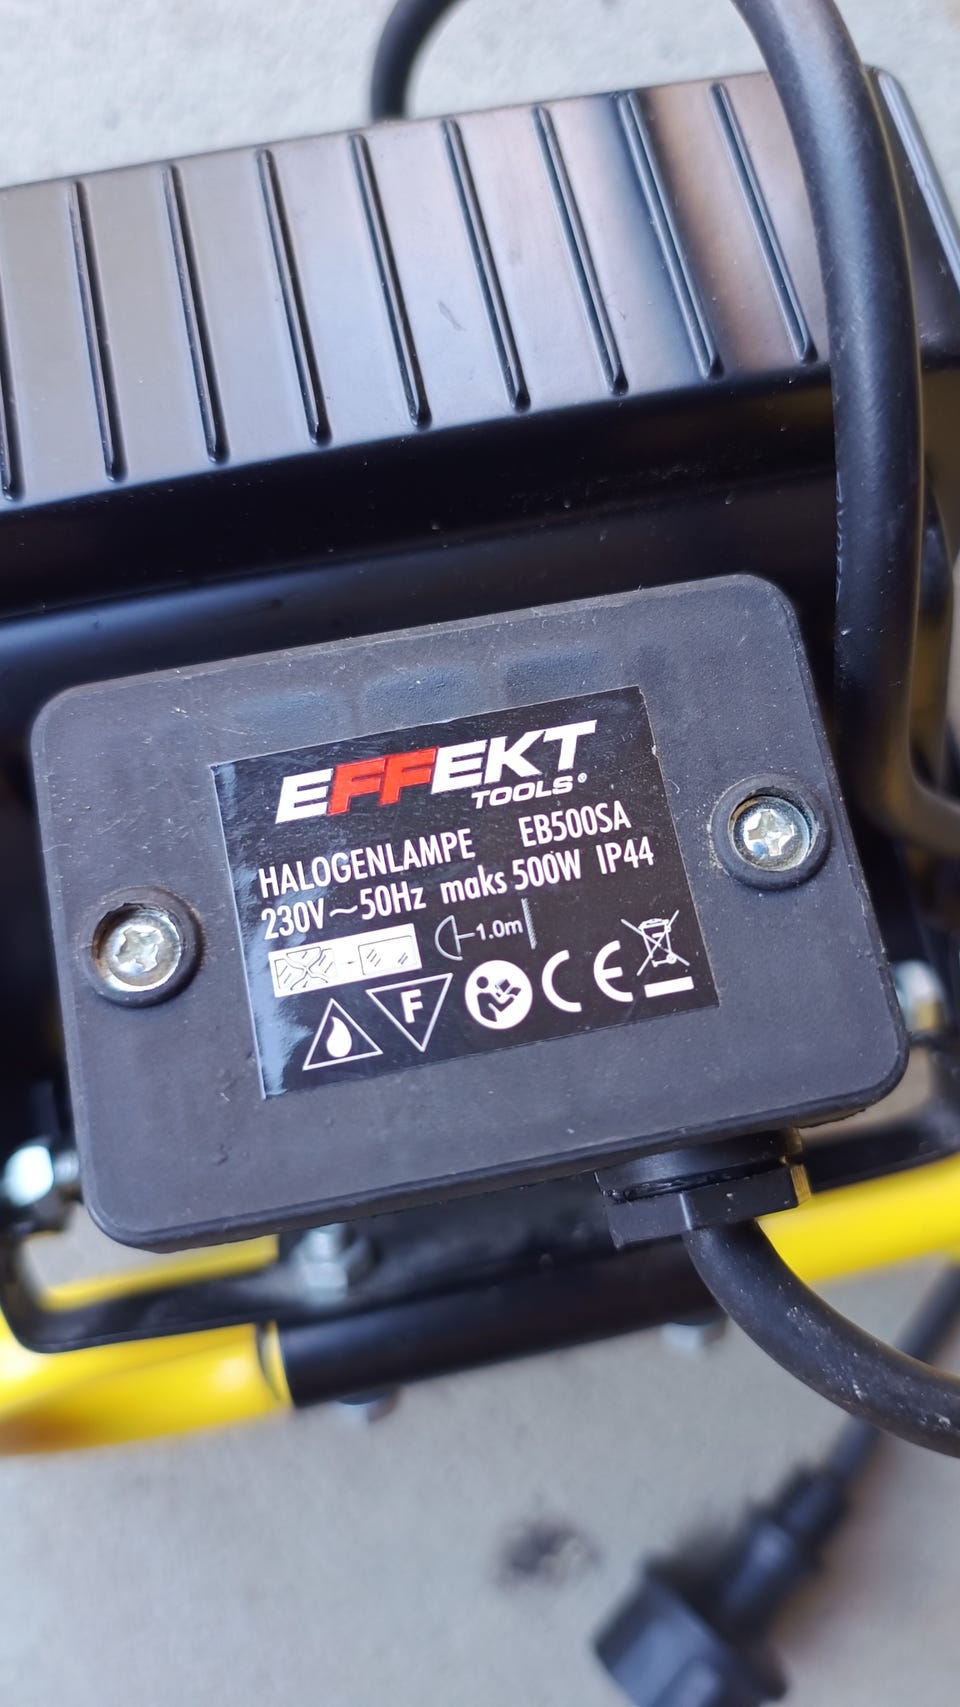 EFFEKT
TOOLS®
HALOGENLAMPE EB500SA
230V~50Hz maks 500W IP44
1.0m
F
CE